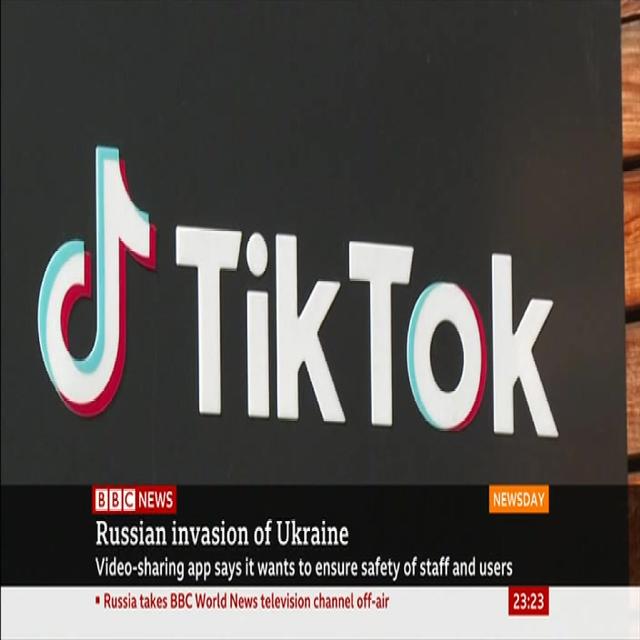 TikTok
BBC NEWS
NEWSDAY
Russian invasion of Ukraine
Video-sharing app says it wants to ensure safety of staff and users
Russia takes BBC World News television channel off-air
23:23